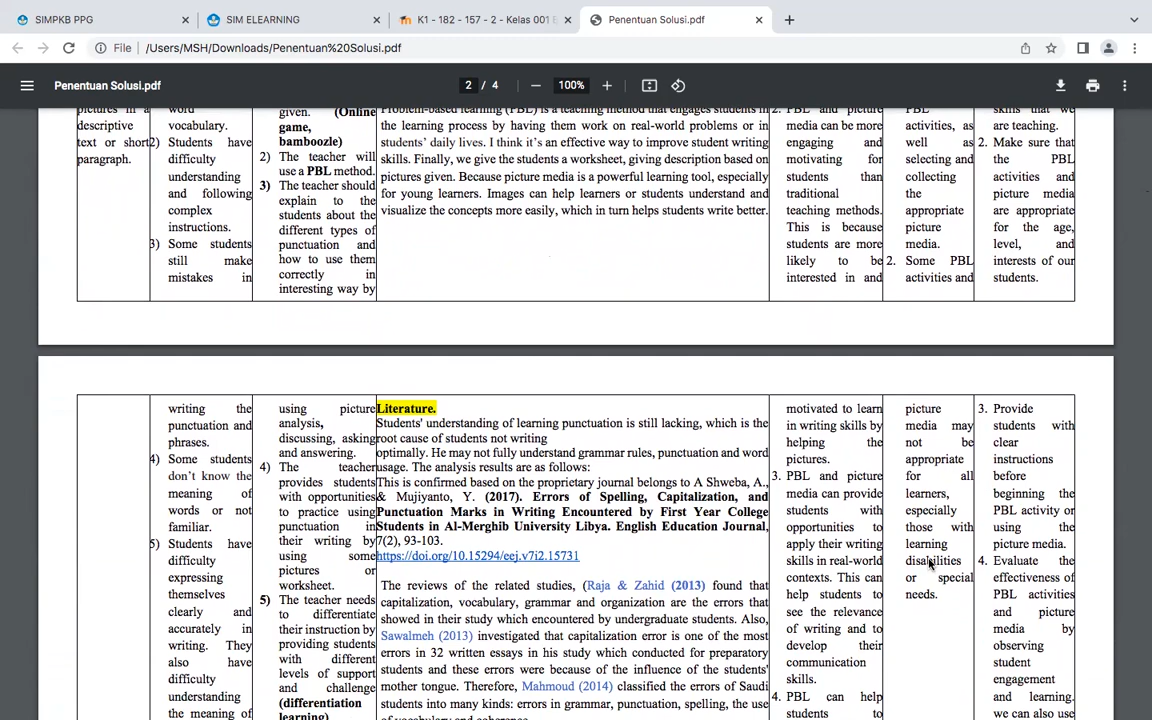 SIMPKB PPG
SIM ELEARNING
K1 - 182 - 157 - 2 - Kelas 001 E
Penentuan Solusi.pdf
File /Users/MSH/Downloads/Penentuan%20Solusi.pdf
Penentuan Solusi.pdf
2 / 4
100%
pictures in a
descriptive
text or short
paragraph.
word
vocabulary.
2) Students have
difficulty
understanding
and following
complex
instructions.
3) Some students
still make
mistakes in
given. (Online
game,
bamboozle)
2) The teacher will
use a PBL method.
3) The teacher should
explain to the
students about the
different types of
punctuation and
how to use them
correctly in
interesting way by
Problem-based learning (PBL) is a teaching method that engages students in
the learning process by having them work on real-world problems or in
students' daily lives. I think it's an effective way to improve student writing
skills. Finally, we give the students a worksheet, giving description based on
pictures given. Because picture media is a powerful learning tool, especially
for young learners. Images can help learners or students understand and
visualize the concepts more easily, which in turn helps students write better.
2. PBL and picture
media can be more
engaging and
motivating for
students than
traditional
teaching methods.
This is because
students are more
likely to be
interested in and
PBL
activities, as
well as
selecting and
collecting
the
appropriate
picture
media.
2. Some PBL
activities and
skills that we
are teaching.
2. Make sure that
the PBL
activities and
picture media
are appropriate
for the age,
level, and
interests of our
students.
writing the
punctuation and
phrases.
4) Some students
don't know the
meaning of
words or not
familiar.
5) Students have
difficulty
expressing
themselves
clearly and
accurately in
writing. They
also have
difficulty
understanding
the meaning of
using picture
analysis,
discussing, asking
and answering.
4) The teacher
provides students
with opportunities
to practice using
punctuation in
their writing by
using some
pictures or
worksheet.
5) The teacher needs
to differentiate
their instruction by
providing students
with different
levels of support
and challenge
(differentiation
learning)
Literature.
Students' understanding of learning punctuation is still lacking, which is the
root cause of students not writing
optimally. He may not fully understand grammar rules, punctuation and word
usage. The analysis results are as follows:
This is confirmed based on the proprietary journal belongs to A Shweba, A.,
& Mujiyanto, Y. (2017). Errors of Spelling, Capitalization, and
Punctuation Marks in Writing Encountered by First Year College
Students in Al-Merghib University Libya. English Education Journal,
7(2), 93-103.
https://doi.org/10.15294/eej.v7i2.15731
The reviews of the related studies, (Raja & Zahid (2013) found that
capitalization, vocabulary, grammar and organization are the errors that
showed in their study which encountered by undergraduate students. Also,
Sawalmeh (2013) investigated that capitalization error is one of the most
errors in 32 written essays in his study which conducted for preparatory
students and these errors were because of the influence of the students'
mother tongue. Therefore, Mahmoud (2014) classified the errors of Saudi
students into many kinds: errors in grammar, punctuation, spelling, the use
of vocabulary and coherence.
motivated to learn
in writing skills by
helping the
pictures.
3. PBL and picture
media can provide
students with
opportunities to
apply their writing
skills in real-world
contexts. This can
help students to
see the relevance
of writing and to
develop their
communication
skills.
4. PBL can help
students to
picture
media may
not be
appropriate
for all
learners,
especially
those with
learning
disabilities
or special
needs.
3. Provide
students with
clear
instructions
before
beginning the
PBL activity or
using the
picture media.
4. Evaluate the
effectiveness of
PBL activities
and picture
media by
observing
student
engagement
and learning.
we can also use